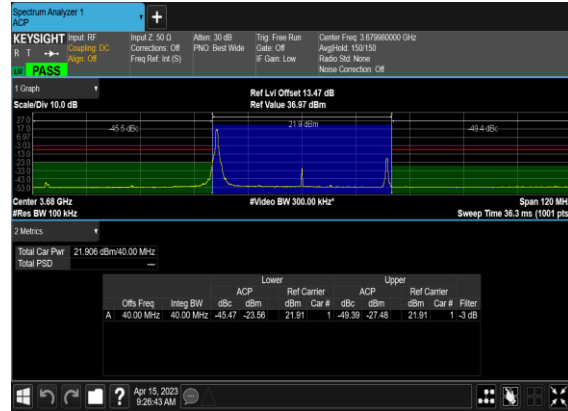 Spectrum Analyzer 1
ACP
+
KEYSIGHT Input: RF Input Z: 50 Ω Atten: 30 dB Trig: Free Run Center Freq: 3.679980000 GHz
R T Coupling: DC Corrections: Off PNO: Best Wide Gate: Off Avg|Hold: 150/150
Align: Off Freq Ref: Int (S) IF Gain: Low Radio Std: None
PASS Noise Correction: Off
1 Graph
Ref Lvl Offset 13.47 dB
Scale/Div 10.0 dB Ref Value 36.97 dBm
27.0
17.0 -45.5 dBc 21.9 dBm -49.4 dBc
6.97
-3.03
-13.0
-23.0
-33.0
-43.0
-53.0
Center 3.68 GHz #Video BW 300.00 kHz* Span 120 MH
#Res BW 100 kHz Sweep Time 36.3 ms (1001 pts
2 Metrics
Total Car Pwr 21.906 dBm/40.00 MHz
Total PSD ---
Lower Upper
ACP Ref Carrier ACP Ref Carrier
Offs Freq Integ BW dBc dBm dBm Car # dBc dBm dBm Car # Filter
A 40.00 MHz 40.00 MHz -45.47 -23.56 21.91 1 -49.39 -27.48 21.91 1 -3 dB
? Apr 15, 2023
9:26:43 AM